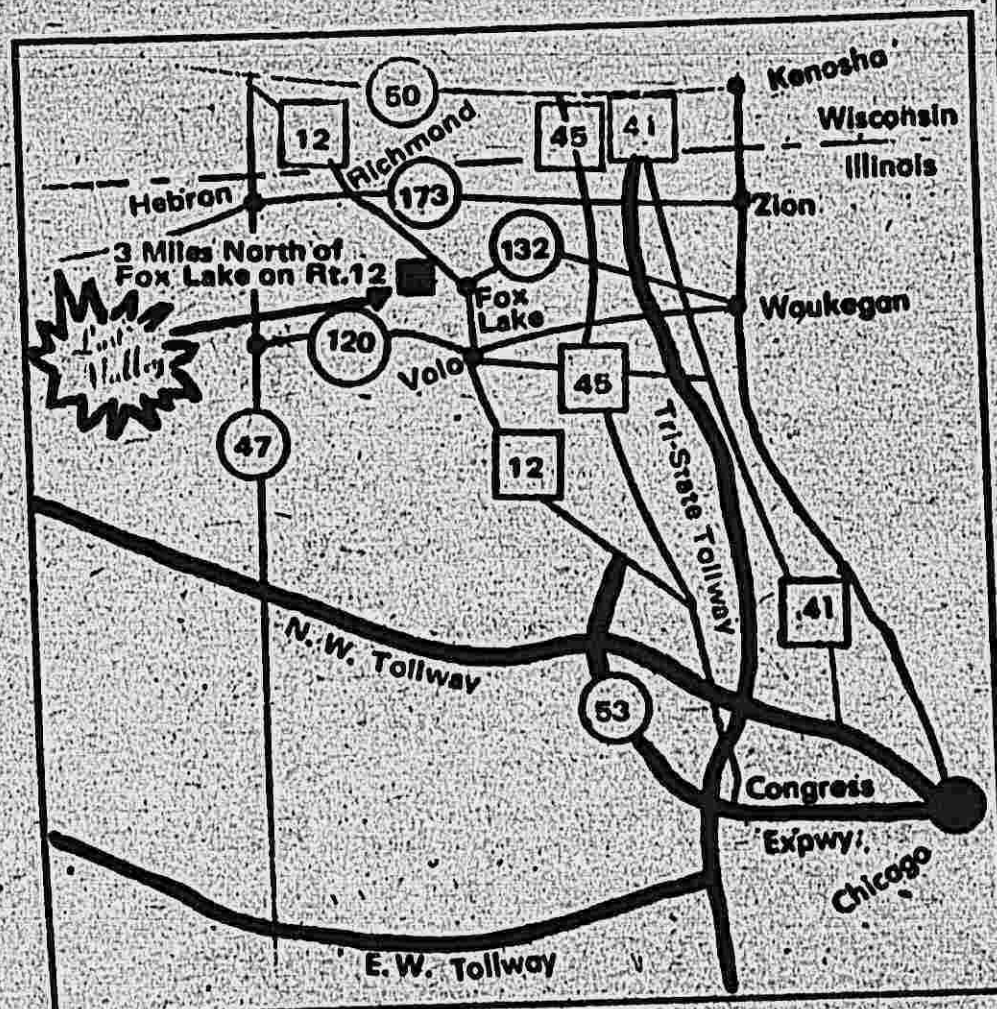 Kenosha
50
12
Richmond
45
41
Wisconsin
Illinois
Hebron
173
Zion
3 Miles North of
Fox Lake on Rt.12
132
Fox
Lake
Waukegan
120
Volo
45
47
12
Tri-State Tollway
41
N.W. Tollway
53
Congress
Expwy.
Chicago
E.W. Tollway